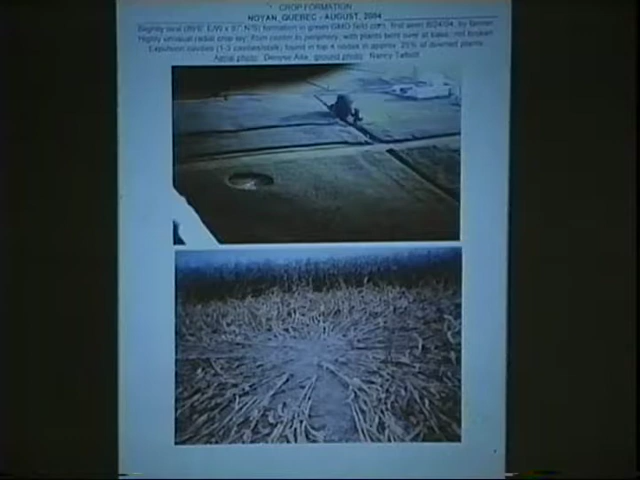 CROP FORMATION
NOYAN, QUEBEC - AUGUST, 2004
Slightly oval E/W x 87' N/S) formation in green GMO field corn, first seen 8/24/04, by farmer.
Highly unusual radial crop lay, from center to periphery, with plants bent over at base, not broken.
Expulsion cavities (1-3 cavities/stalk) found in top 4 nodes in approx. 25% of downed plants.
Aerial photo: ground photo: Nancy Talbott